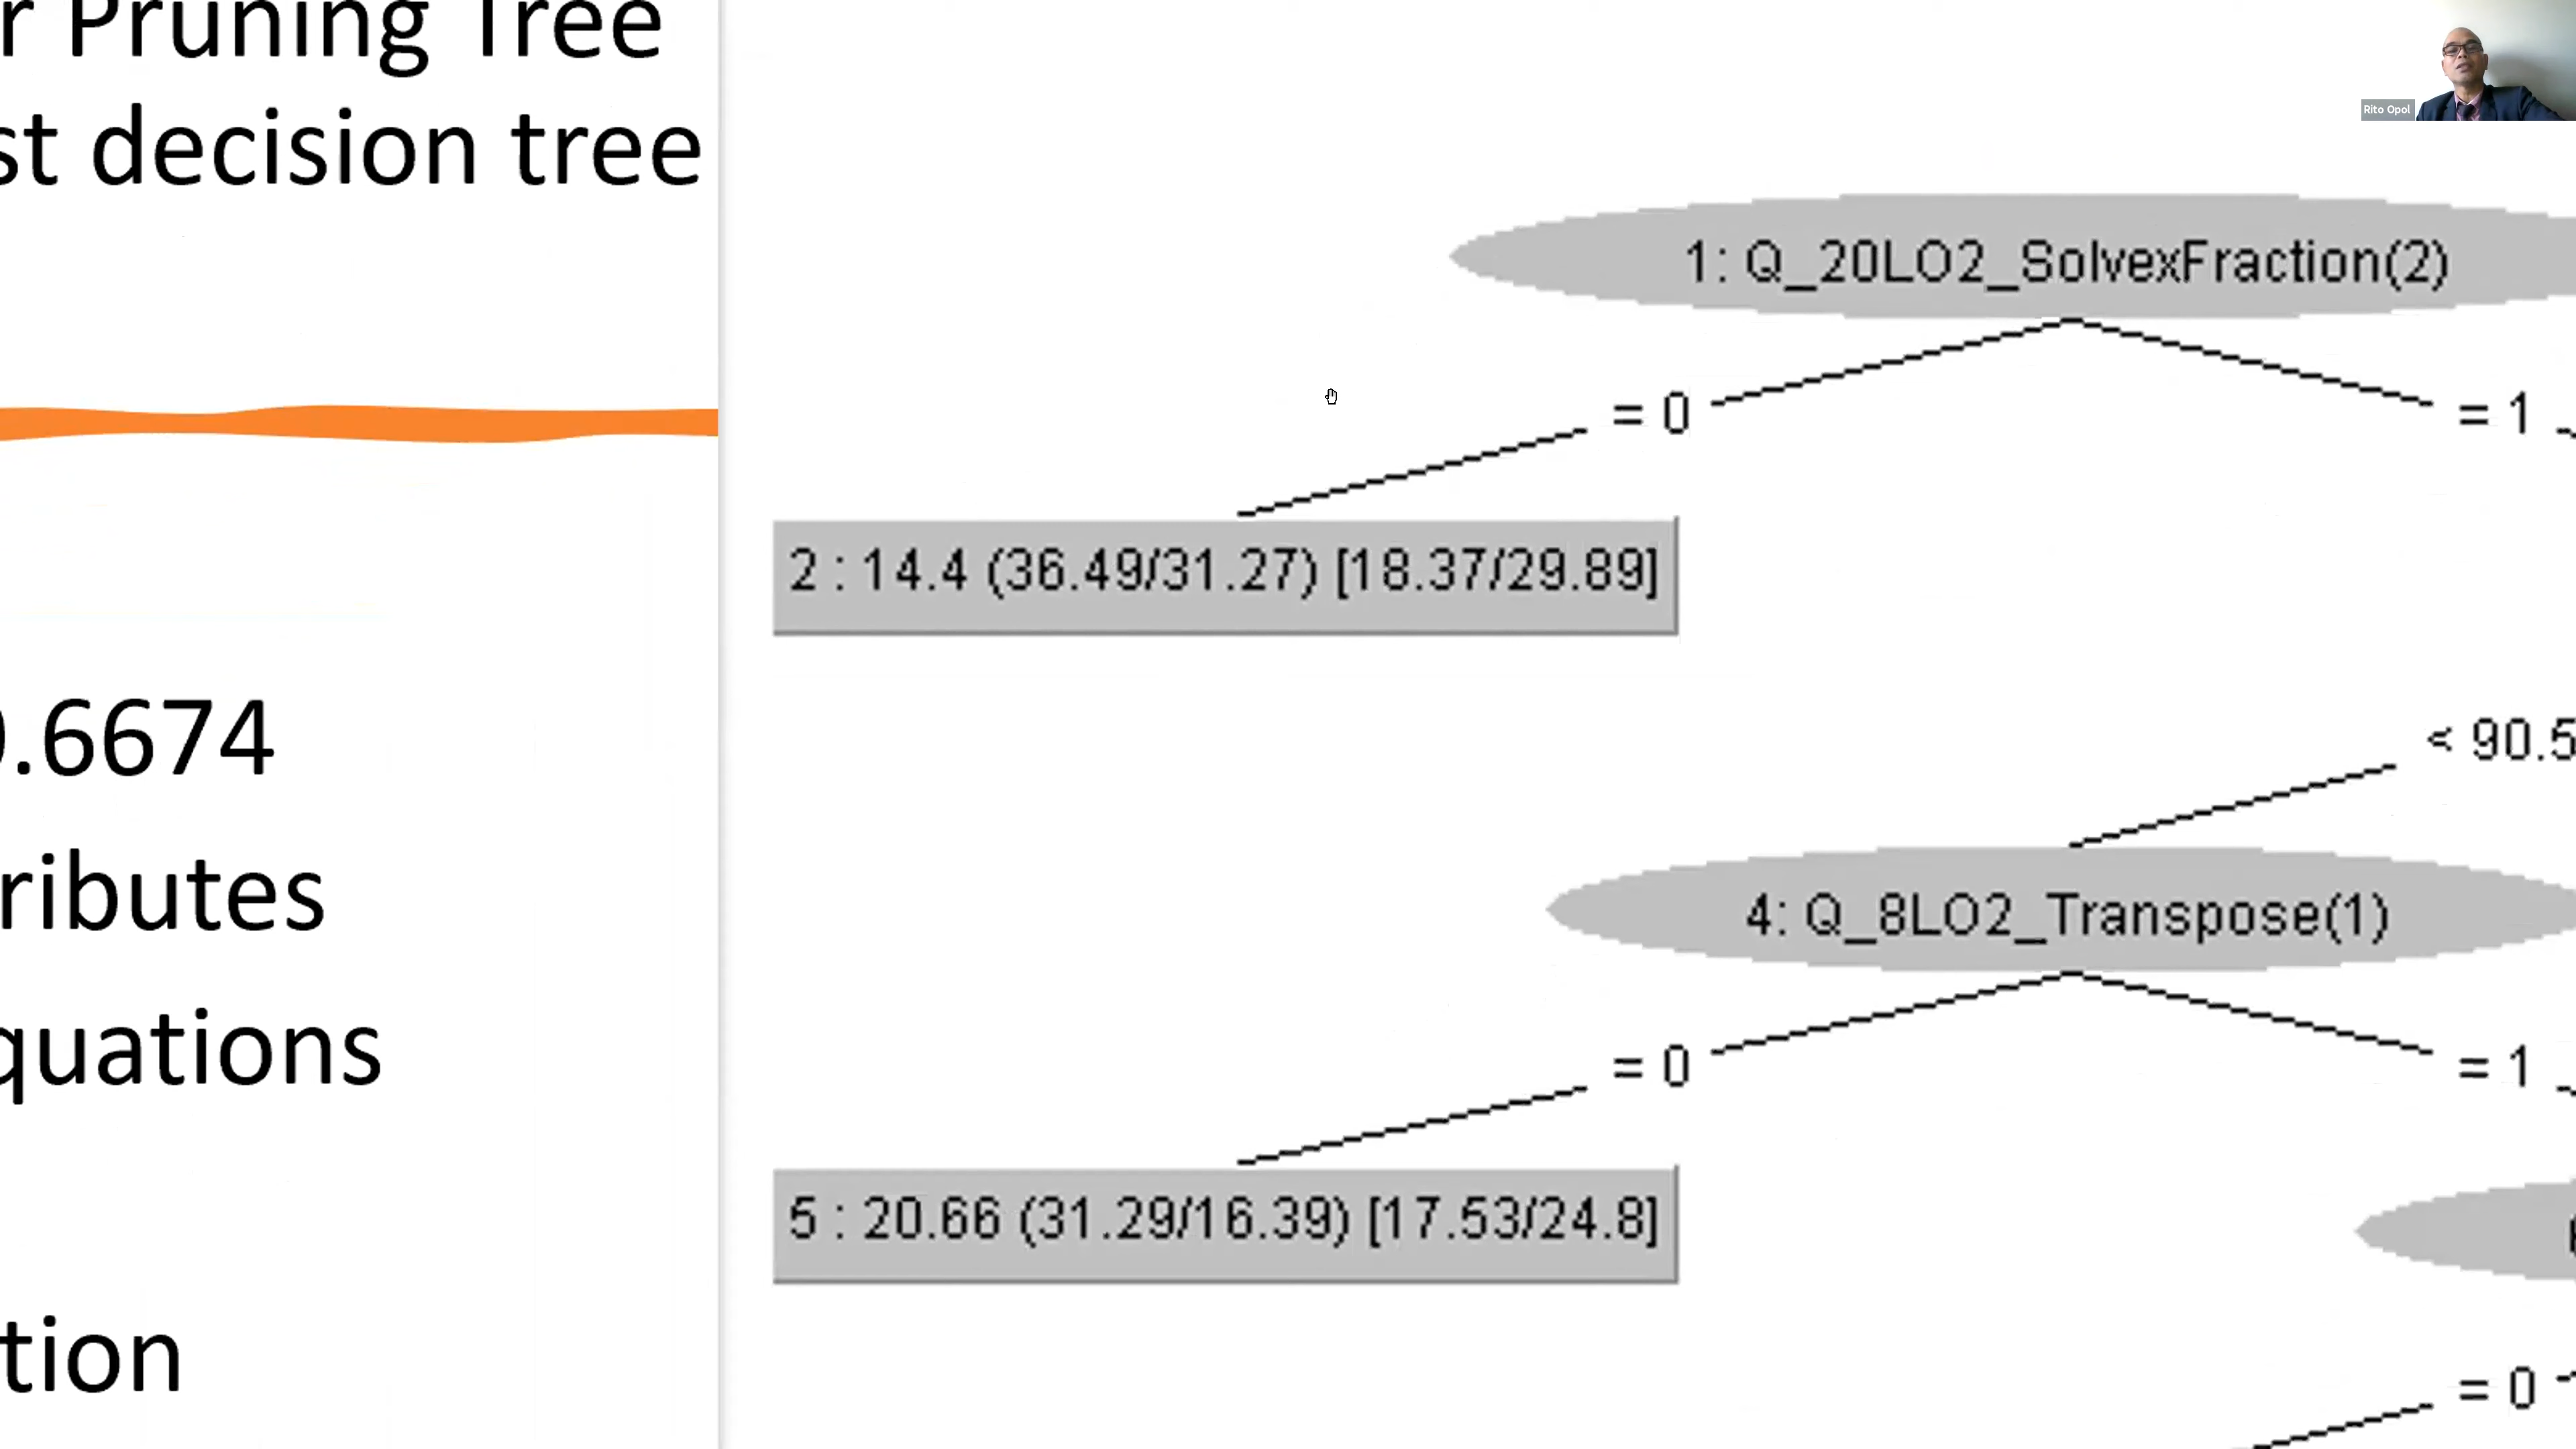 r Pruning Tree
st decision tree
0.6674
ributes
quations
tion
Rito Opol
1: Q_20LO2_SolvexFraction(2)
= 0
= 1
2 : 14.4 (36.49/31.27) [18.37/29.89]
< 90.5
4: Q_8LO2_Transpose(1)
= 0
= 1
5 : 20.66 (31.29/16.39) [17.53/24.8]
= 0